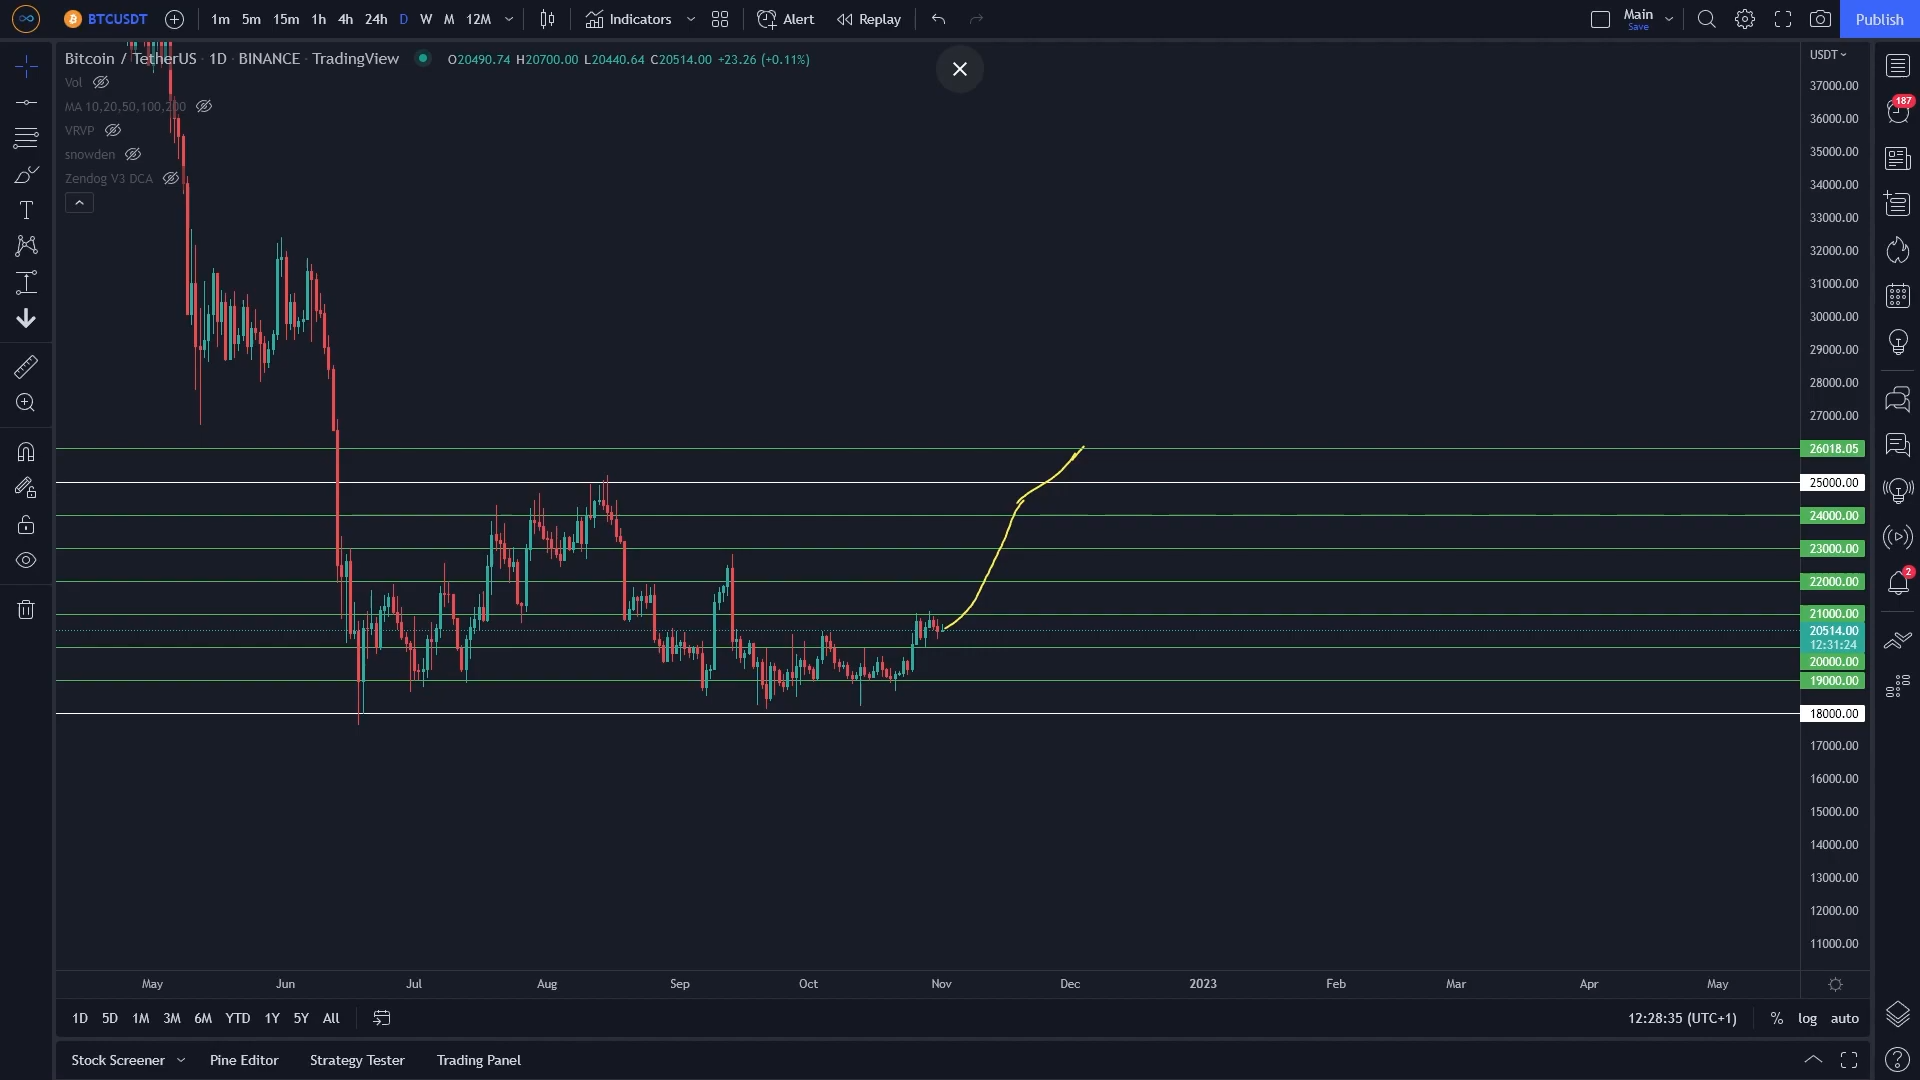 BTCUSDT 1m 5m 15m 1h 4h 24h D W M 12M Indicators Alert Replay Main Save Publish
Bitcoin / TetherUS · 1D · BINANCE · TradingView O20490.74 H20700.00 L20440.64 C20514.00 +23.26 (+0.11%)
Vol
MA 10,20,50,100,200
VRVP
snowden
Zendog V3 DCA
USDT
37000.00
36000.00
35000.00
34000.00
33000.00
32000.00
31000.00
30000.00
29000.00
28000.00
27000.00
26018.05
25000.00
24000.00
23000.00
22000.00
21000.00
20514.00
12:31:24
20000.00
19000.00
18000.00
17000.00
16000.00
15000.00
14000.00
13000.00
12000.00
11000.00
187
2
May Jun Jul Aug Sep Oct Nov Dec 2023 Feb Mar Apr May
1D 5D 1M 3M 6M YTD 1Y 5Y All 12:28:35 (UTC+1) % log auto
Stock Screener Pine Editor Strategy Tester Trading Panel